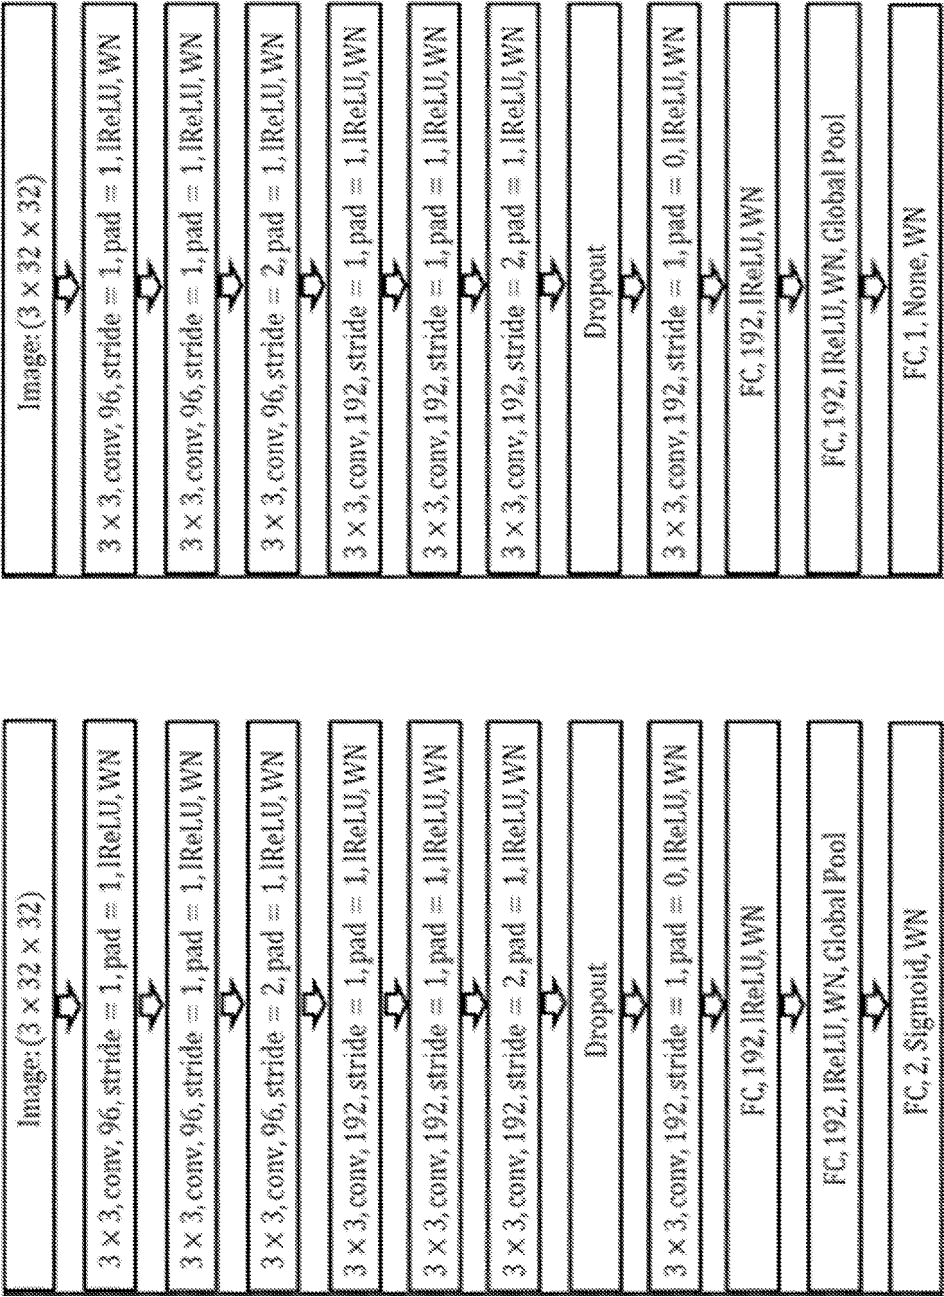 Image: (3 × 32 × 32)
3 × 3, conv, 96, stride = 1, pad = 1, lReLU, WN
3 × 3, conv, 96, stride = 1, pad = 1, lReLU, WN
3 × 3, conv, 96, stride = 2, pad = 1, lReLU, WN
3 × 3, conv, 192, stride = 1, pad = 1, lReLU, WN
3 × 3, conv, 192, stride = 1, pad = 1, lReLU, WN
3 × 3, conv, 192, stride = 2, pad = 1, lReLU, WN
Dropout
3 × 3, conv, 192, stride = 1, pad = 0, lReLU, WN
FC, 192, lReLU, WN
FC, 192, lReLU, WN, Global Pool
FC, 2, Sigmoid, WN
Image: (3 × 32 × 32)
3 × 3, conv, 96, stride = 1, pad = 1, lReLU, WN
3 × 3, conv, 96, stride = 1, pad = 1, lReLU, WN
3 × 3, conv, 96, stride = 2, pad = 1, lReLU, WN
3 × 3, conv, 192, stride = 1, pad = 1, lReLU, WN
3 × 3, conv, 192, stride = 1, pad = 1, lReLU, WN
3 × 3, conv, 192, stride = 2, pad = 1, lReLU, WN
Dropout
3 × 3, conv, 192, stride = 1, pad = 0, lReLU, WN
FC, 192, lReLU, WN
FC, 192, lReLU, WN, Global Pool
FC, 1, None, WN